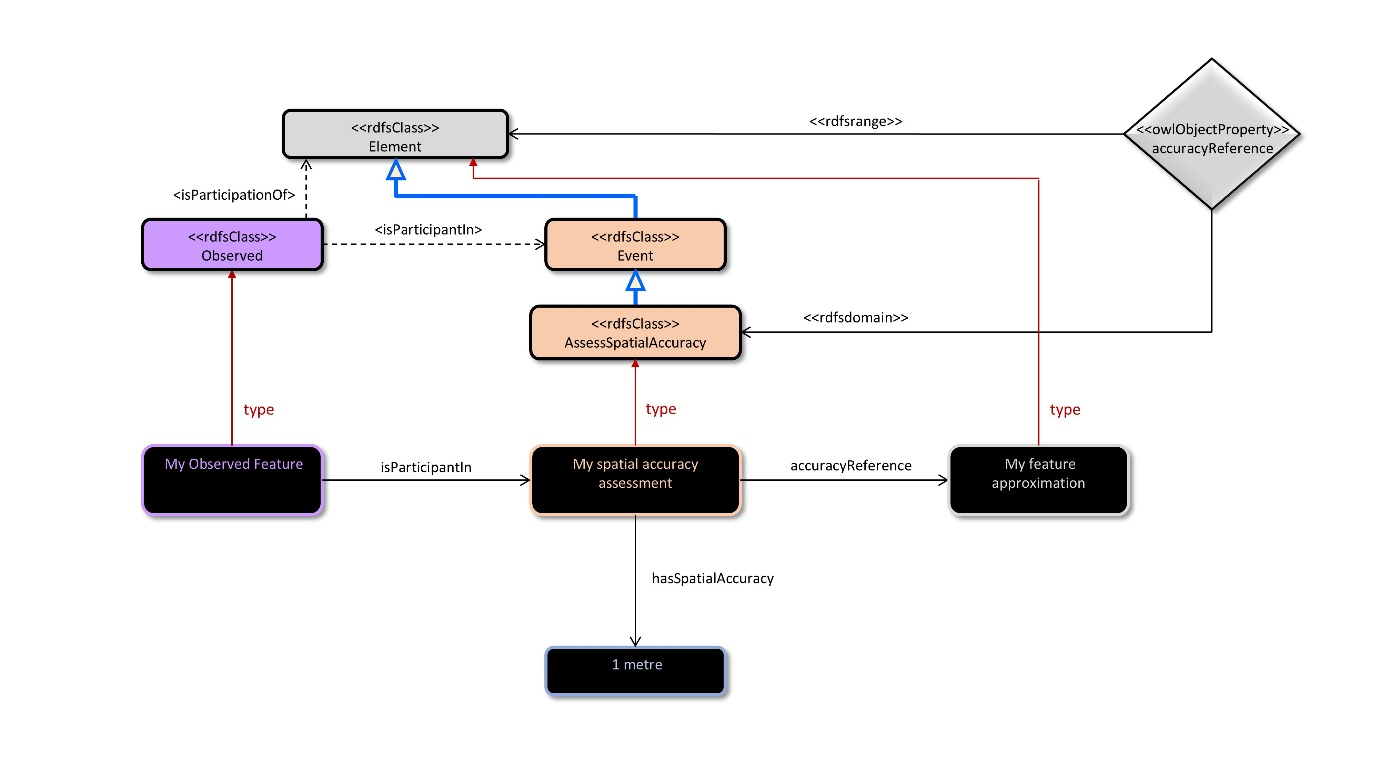 <<rdfsClass>>
Element
<<rdfsrange>>
<<owlObjectProperty>>
accuracyReference
<isParticipationOf>
<<rdfsClass>>
Observed
<isParticipantIn>
<<rdfsClass>>
Event
<<rdfsClass>>
AssessSpatialAccuracy
<<rdfsdomain>>
type
type
type
My Observed Feature
isParticipantIn
My spatial accuracy
assessment
accuracyReference
My feature
approximation
hasSpatialAccuracy
1 metre